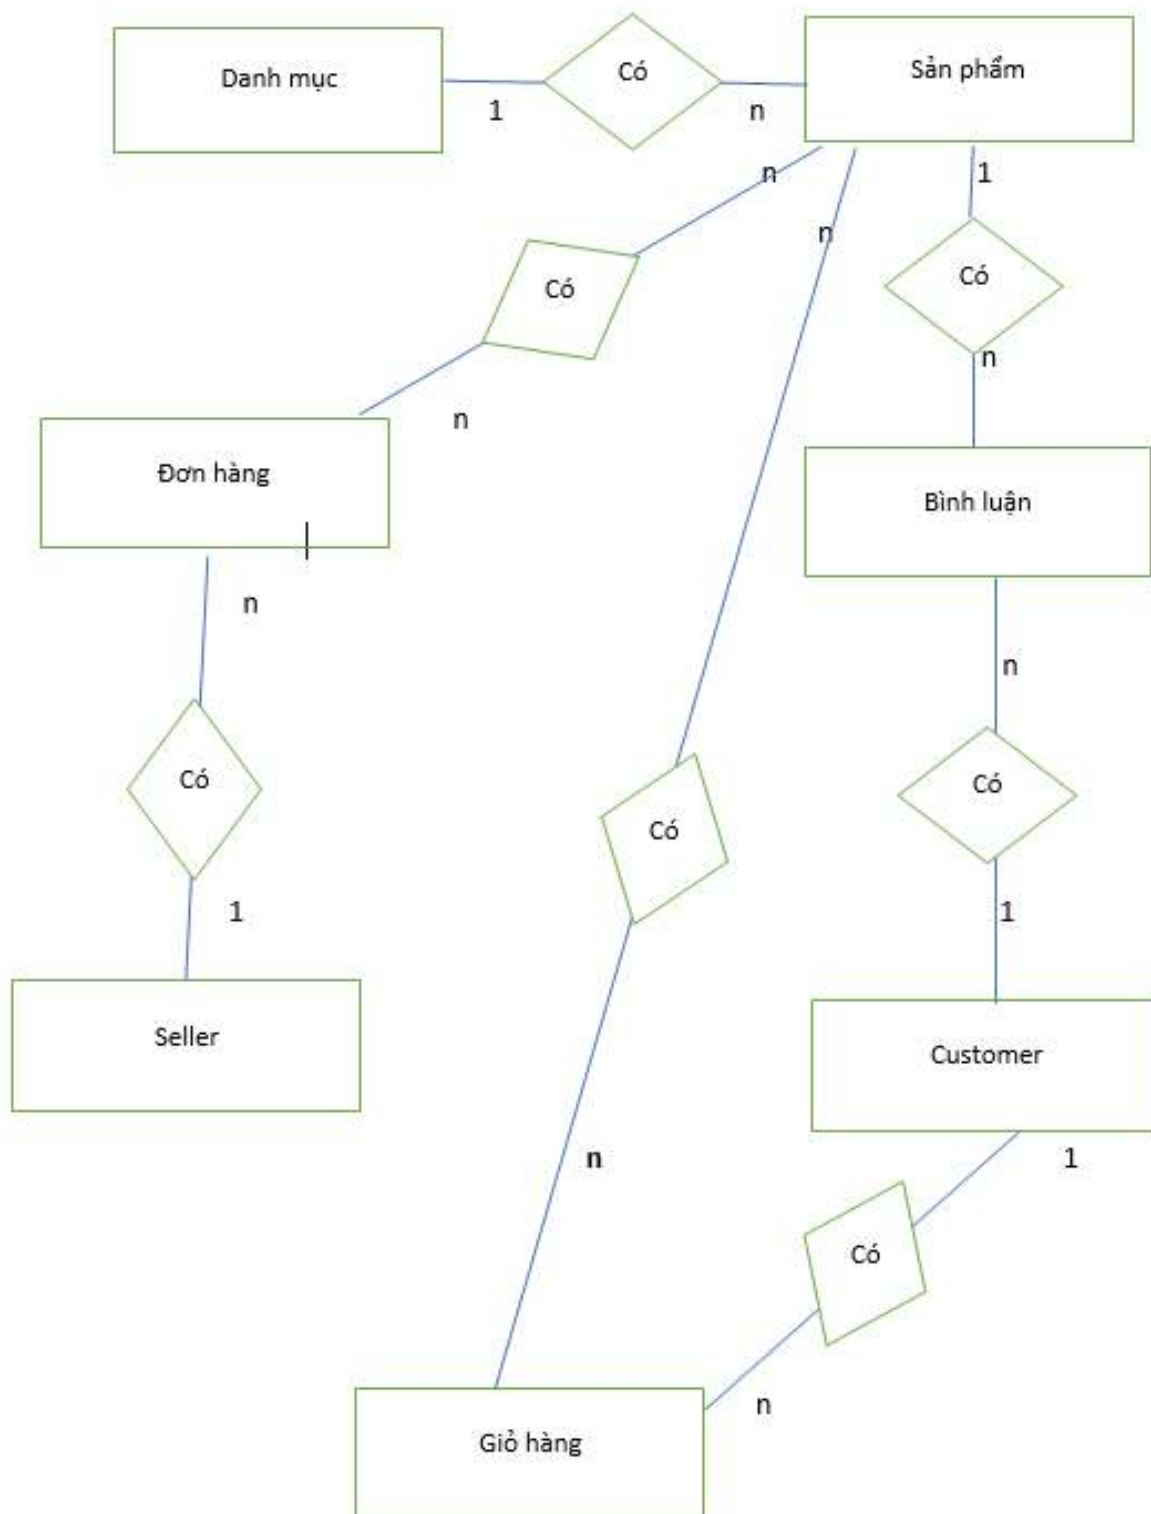 Danh mục
Có
Sản phẩm
1
n
n
1
n
Có
Có
n
n
Đơn hàng
Bình luận
n
n
Có
Có
Có
1
1
Seller
Customer
n
1
Có
n
Giỏ hàng